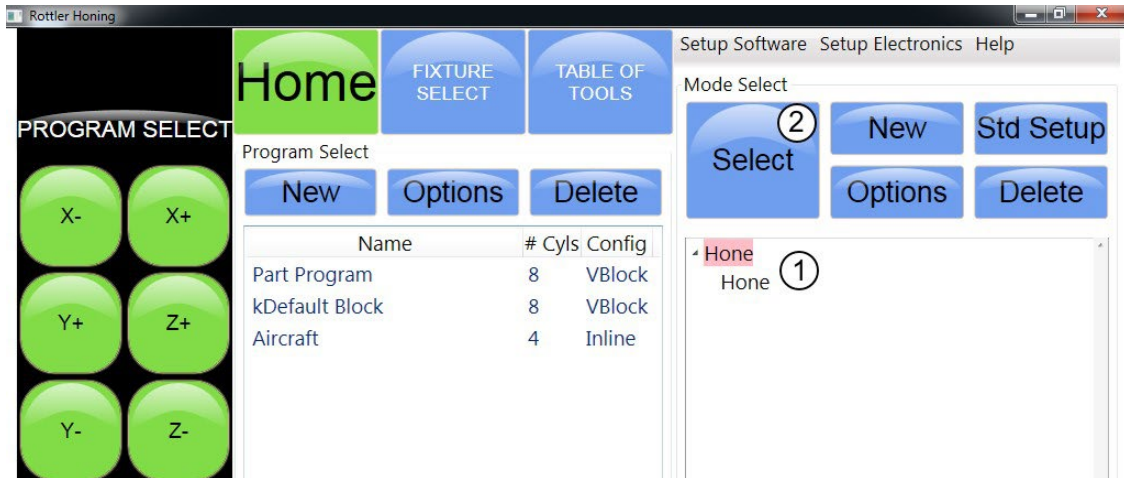 Rottler Honing
PROGRAM SELECT
X-
X+
Y+
Z+
Y-
Z-
Home
FIXTURE
SELECT
TABLE OF
TOOLS
Program Select
New
Options
Delete
Name # Cyls Config
Part Program 8 VBlock
kDefault Block 8 VBlock
Aircraft 4 Inline
Setup Software Setup Electronics Help
Mode Select
Select
2
New
Std Setup
Options
Delete
Hone
Hone
1